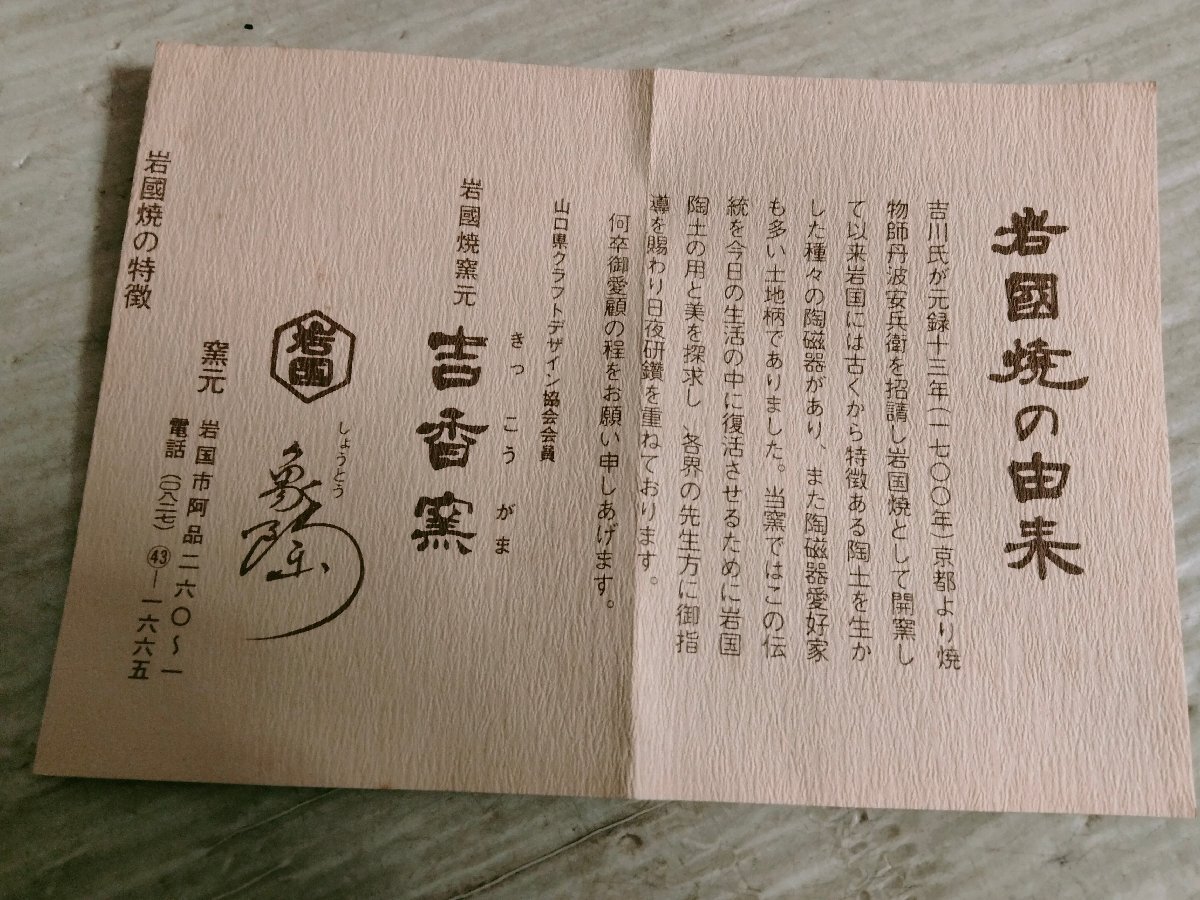 岩國焼の由来
吉川氏が元録十三年(一七〇〇年)京都より焼
物師丹波安兵衛を招請し岩国焼として開窯し
て以来岩国には古くから特徴ある陶土を生か
した種々の陶磁器があり、また陶磁器愛好家
も多い土地柄でありました。当窯ではこの伝
統を今日の生活の中に復活させるために岩国
陶土の用と美を探求し、各界の先生方に御指
導を賜わり日夜研鑽を重ねております。
何卒御愛顧の程をお願い申しあげます。
山口県クラフトデザイン協会会員
岩國焼窯元 吉香窯
きっこうがま
岩國
しょうとう
象陶
窯元 岩国市阿品二六〇〜一
電話(〇八二七)㊸一一六六五
岩國焼の特徴